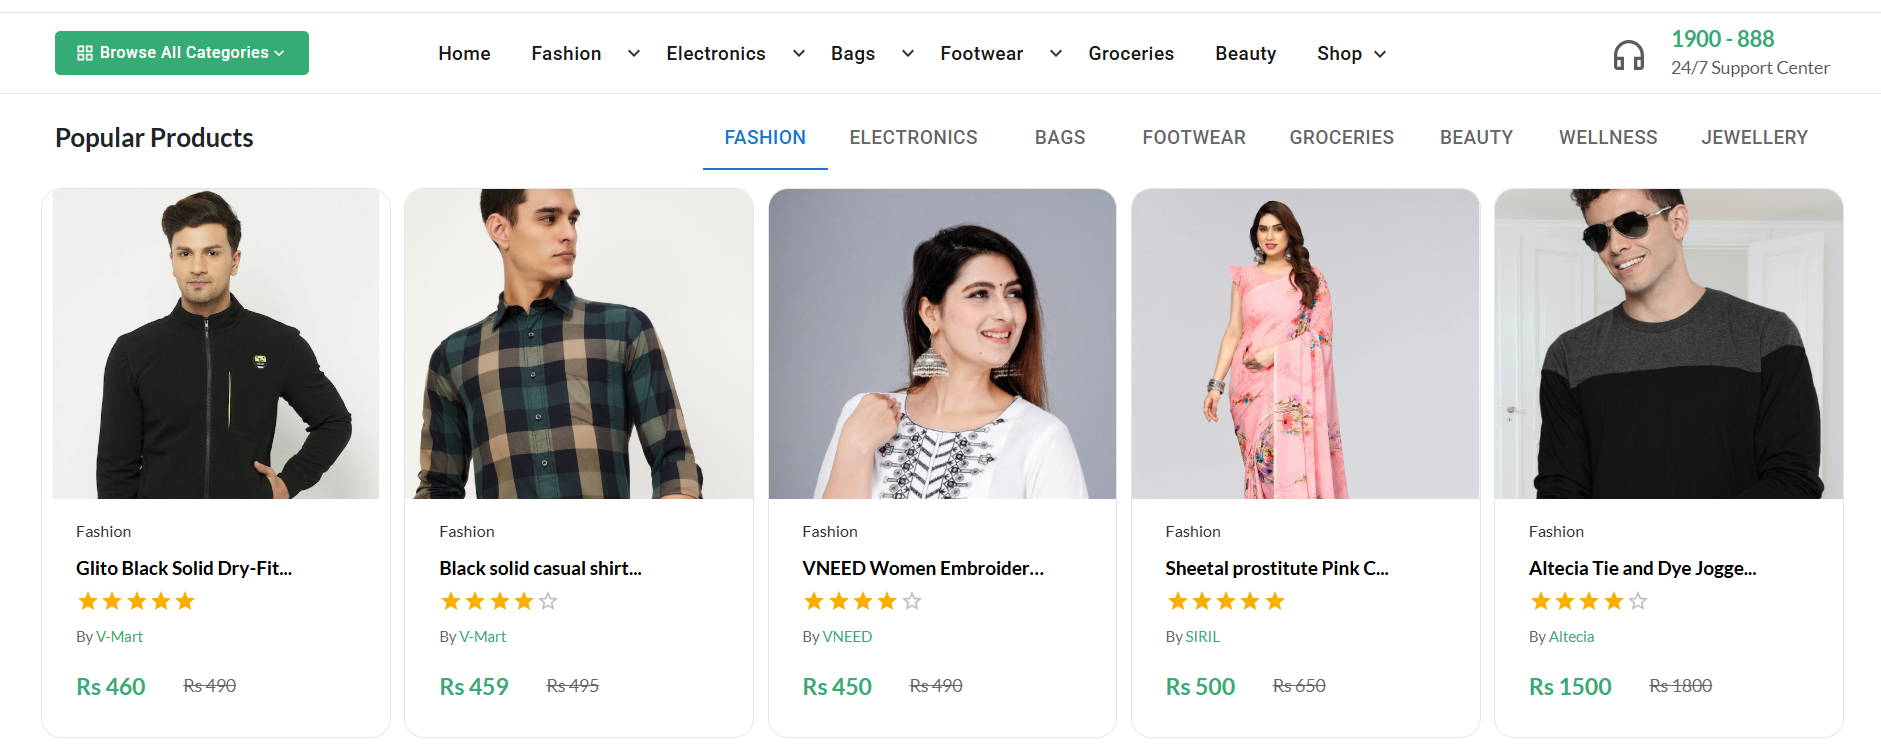 Browse All Categories
Home Fashion Electronics Bags Footwear Groceries Beauty Shop
1900 - 888
24/7 Support Center
Popular Products
FASHION ELECTRONICS BAGS FOOTWEAR GROCERIES BEAUTY WELLNESS JEWELLERY
Fashion
Glito Black Solid Dry-Fit...
By V-Mart
Rs 460 Rs 490
Fashion
Black solid casual shirt...
By V-Mart
Rs 459 Rs 495
Fashion
VNEED Women Embroider...
By VNEED
Rs 450 Rs 490
Fashion
Sheetal prostitute Pink C...
By SIRIL
Rs 500 Rs 650
Fashion
Altecia Tie and Dye Jogge...
By Altecia
Rs 1500 Rs 1800